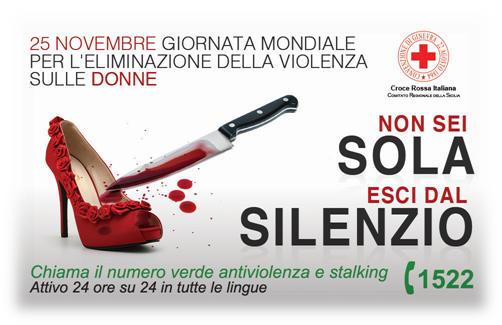 25 NOVEMBRE GIORNATA MONDIALE
PER L'ELIMINAZIONE DELLA VIOLENZA
SULLE DONNE
CONVENZIONE DI GINEVRA 22 AGOSTO 1864
Croce Rossa Italiana
Comitato Regionale della Sicilia
NON SEI
SOLA
ESCI DAL
SILENZIO
Chiama il numero verde antiviolenza e stalking
Attivo 24 ore su 24 in tutte le lingue
1522